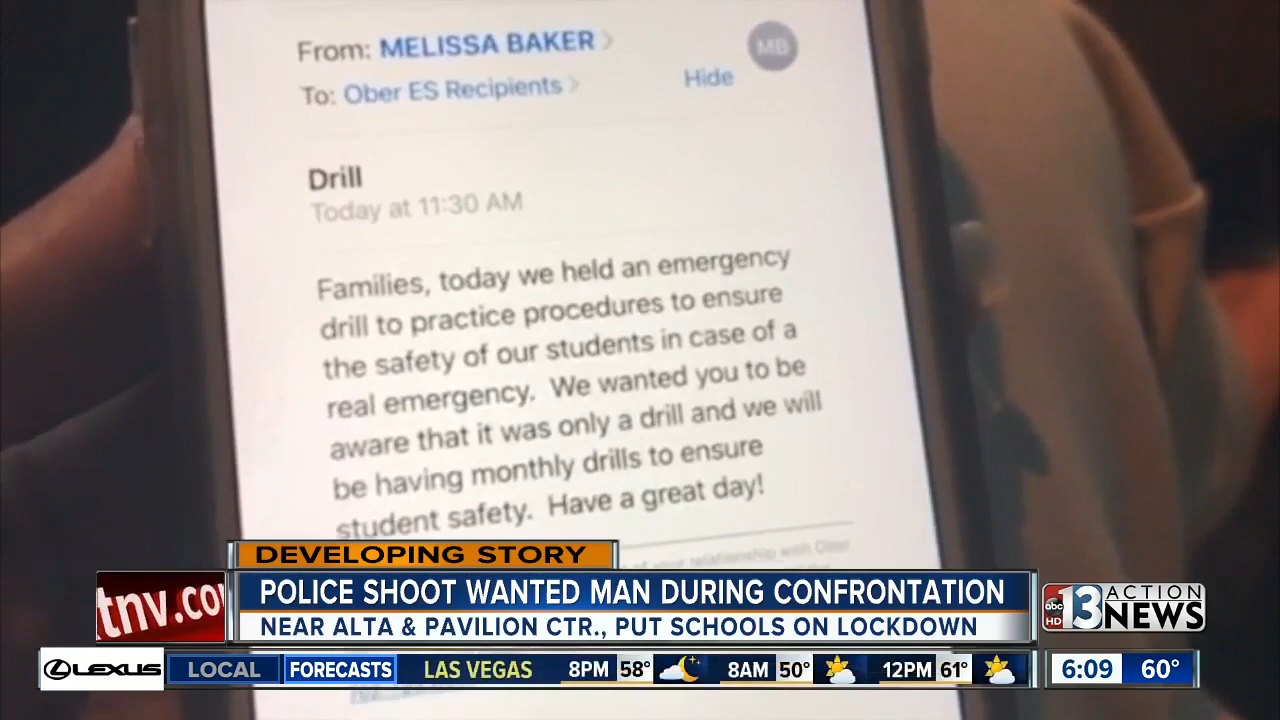 From: MELISSA BAKER >
MB
To: Ober ES Recipients >
Hide
Drill
Today at 11:30 AM
Families, today we held an emergency
drill to practice procedures to ensure
the safety of our students in case of a
real emergency. We wanted you to be
aware that it was only a drill and we will
be having monthly drills to ensure
student safety. Have a great day!
of your relationship with Ober
DEVELOPING STORY
tnv.co
POLICE SHOOT WANTED MAN DURING CONFRONTATION
NEAR ALTA & PAVILION CTR., PUT SCHOOLS ON LOCKDOWN
abc HD 13 ACTION NEWS
LEXUS LOCAL FORECASTS LAS VEGAS 8PM 58° 8AM 50° 12PM 61° 6:09 60°